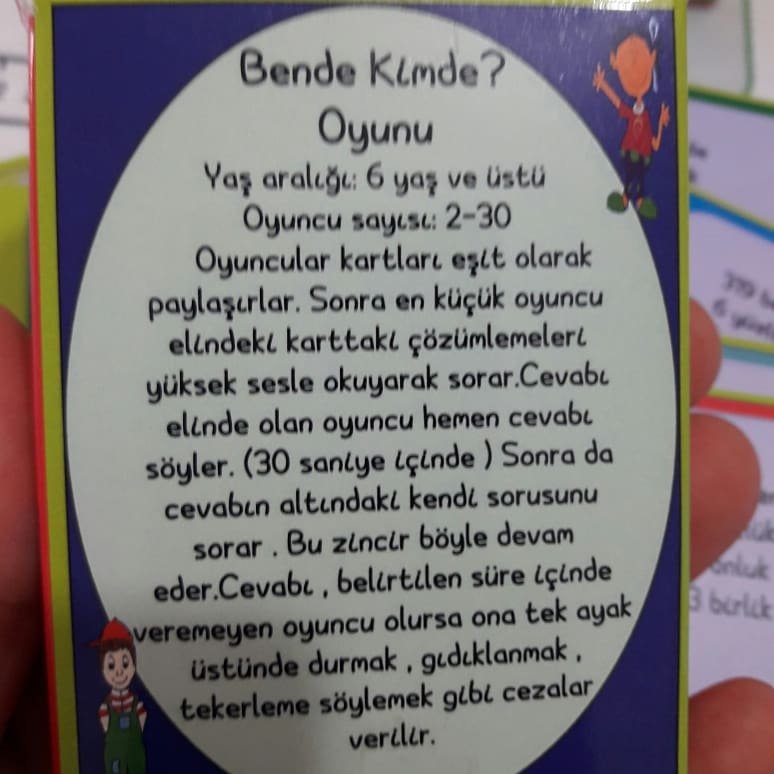 Bende Kimde?
Oyunu
Yaş aralığı: 6 yaş ve üstü
Oyuncu sayısı: 2-30
Oyuncular kartları eşit olarak
paylaşırlar. Sonra en küçük oyuncu
elindeki karttaki çözümlemeleri
yüksek sesle okuyarak sorar.Cevabı
elinde olan oyuncu hemen cevabı
söyler. (30 saniye içinde ) Sonra da
cevabın altındaki kendi sorusunu
sorar . Bu zincir böyle devam
eder.Cevabı , belirtilen süre içinde
veremeyen oyuncu olursa ona tek ayak
üstünde durmak , gıdıklanmak ,
tekerleme söylemek gibi cezalar
verilir.
3 birlik